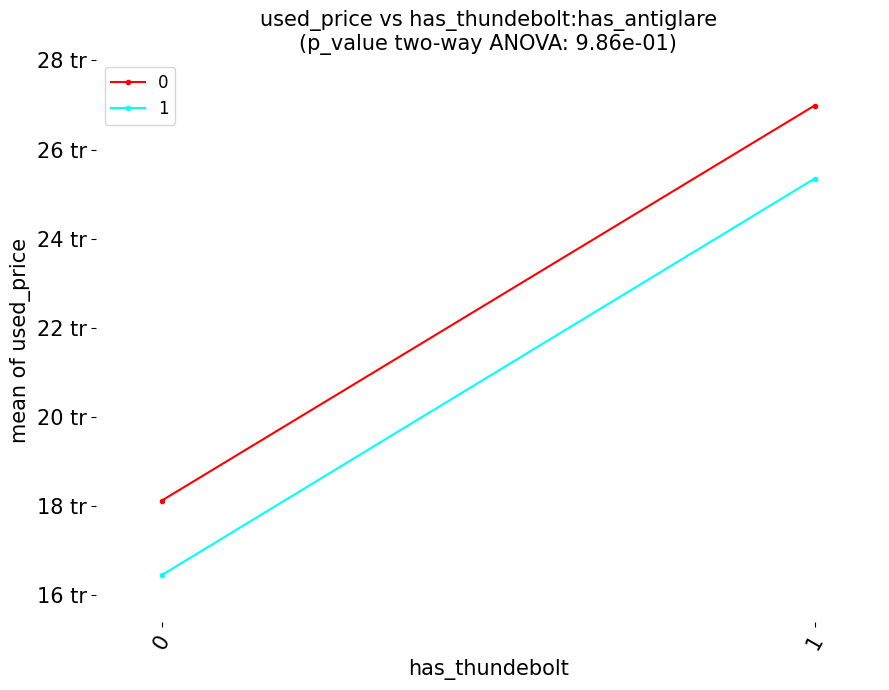 used_price vs has_thundebolt:has_antiglare
(p_value two-way ANOVA: 9.86e-01)
28 tr
26 tr
24 tr
22 tr
20 tr
18 tr
16 tr
mean of used_price
0
1
0
1
has_thundebolt